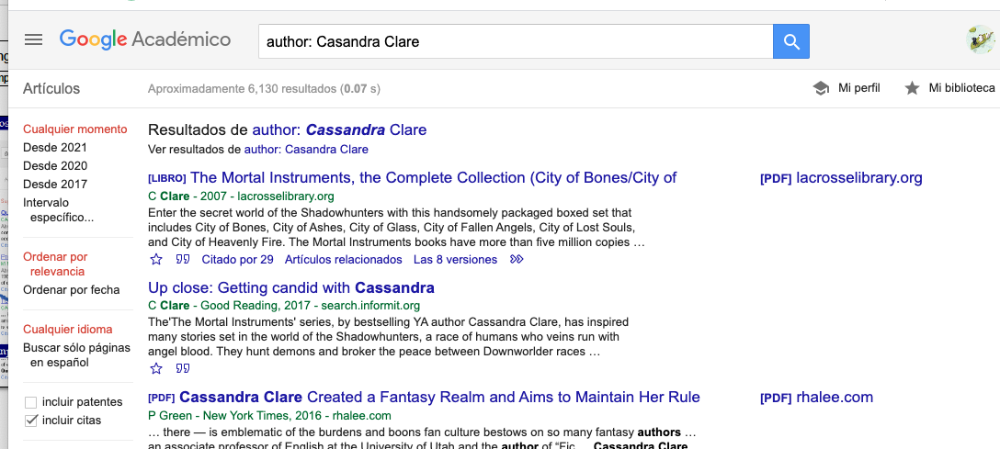 Google Académico
author: Casandra Clare
Artículos
Aproximadamente 6,130 resultados (0.07 s)
Mi perfil
Mi biblioteca
Cualquier momento
Desde 2021
Desde 2020
Desde 2017
Intervalo
específico...
Ordenar por
relevancia
Ordenar por fecha
Cualquier idioma
Buscar sólo páginas
en español
incluir patentes
incluir citas
Resultados de author: Cassandra Clare
Ver resultados de author: Casandra Clare
[LIBRO] The Mortal Instruments, the Complete Collection (City of Bones/City of
[PDF] lacrosselibrary.org
C Clare - 2007 - lacrosselibrary.org
Enter the secret world of the Shadowhunters with this handsomely packaged boxed set that
includes City of Bones, City of Ashes, City of Glass, City of Fallen Angels, City of Lost Souls,
and City of Heavenly Fire. The Mortal Instruments books have more than five million copies …
Citado por 29 Artículos relacionados Las 8 versiones
Up close: Getting candid with Cassandra
C Clare - Good Reading, 2017 - search.informit.org
The'The Mortal Instruments' series, by bestselling YA author Cassandra Clare, has inspired
many stories set in the world of the Shadowhunters, a race of humans who veins run with
angel blood. They hunt demons and broker the peace between Downworlder races …
[PDF] Cassandra Clare Created a Fantasy Realm and Aims to Maintain Her Rule
[PDF] rhalee.com
P Green - New York Times, 2016 - rhalee.com
… there — is emblematic of the burdens and boons fan culture bestows on so many fantasy authors …
an associate professor of English at the University of Utah and the author of “Fic … Cassandra Clare